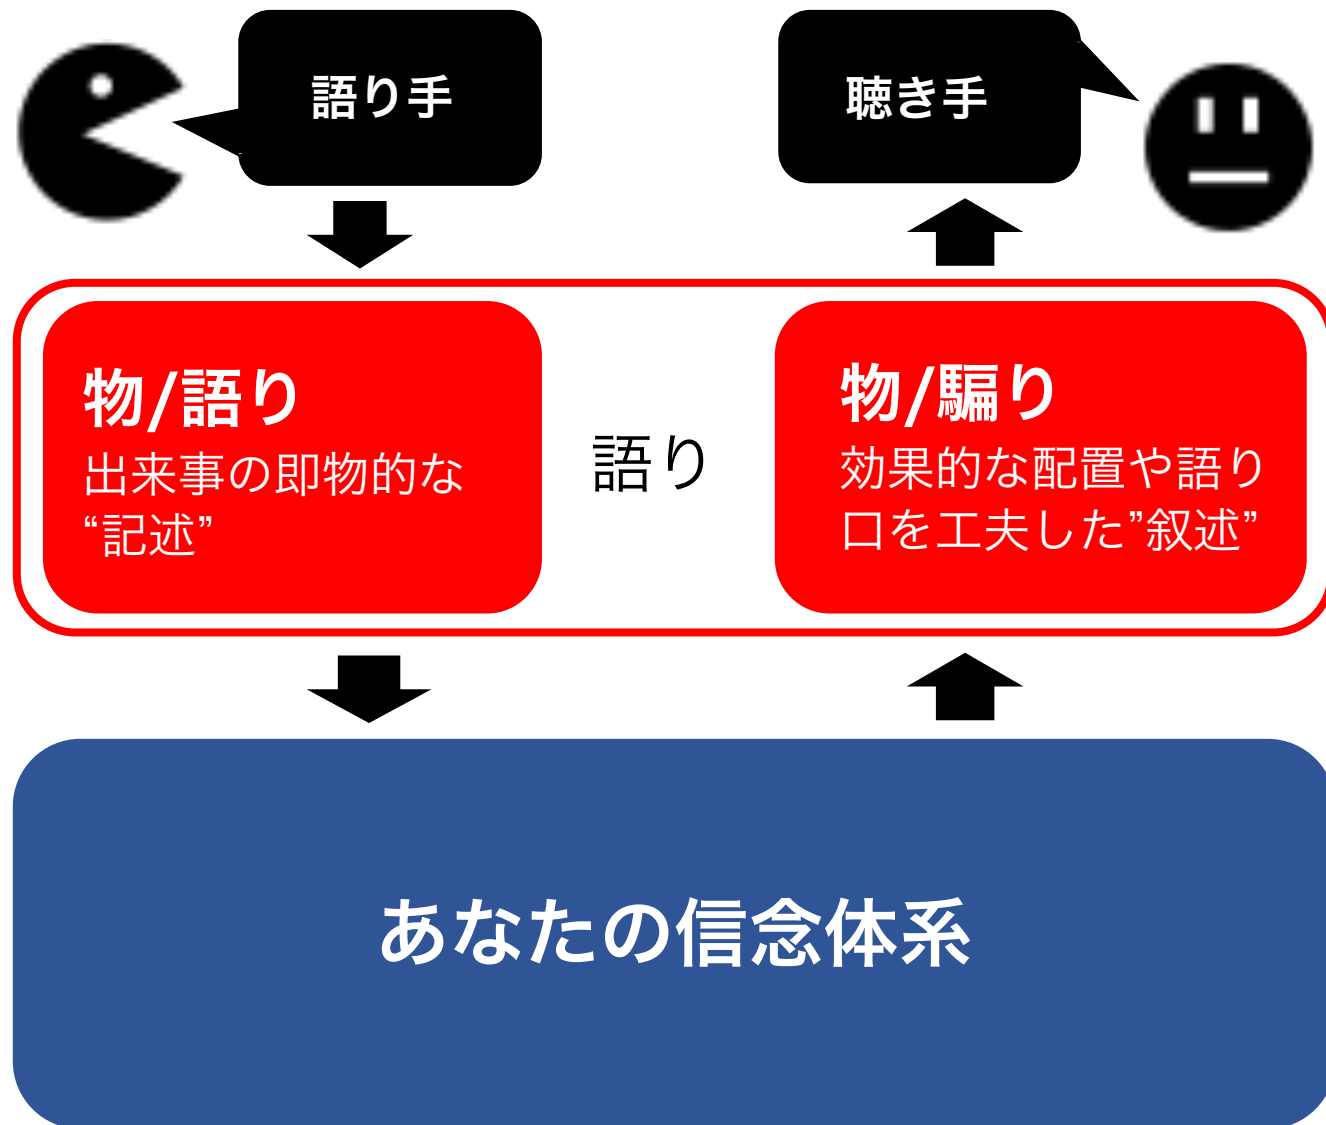 語り手
聴き手
物/語り
出来事の即物的な
“記述”
語り
物/騙り
効果的な配置や語り
口を工夫した”叙述”
あなたの信念体系